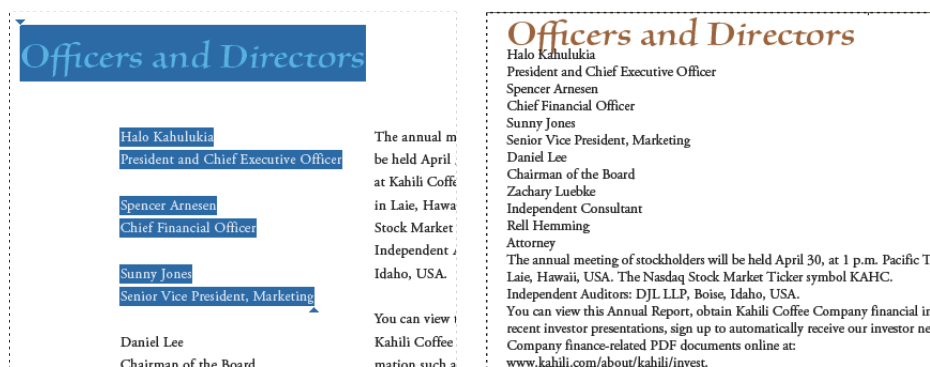 Officers and Directors
Halo Kahulukia
President and Chief Executive Officer
Spencer Arnesen
Chief Financial Officer
Sunny Jones
Senior Vice President, Marketing
Daniel Lee
Chairman of the Board
The annual
be held April
at Kahili
in Laie,
Stock Market
Independent
Idaho, USA.
You can view
Kahili Coffee
mation such
Officers and Directors
Halo Kahulukia
President and Chief Executive Officer
Spencer Arnesen
Chief Financial Officer
Sunny Jones
Senior Vice President, Marketing
Daniel Lee
Chairman of the Board
Zachary Luebke
Independent Consultant
Rell Hemming
Attorney
The annual meeting of stockholders will be held April 30, at 1 p.m. Pacific
Laie, Hawaii, USA. The Nasdaq Stock Market Ticker symbol KAHC.
Independent Auditors: DJL LLP, Boise, Idaho, USA.
You can view this Annual Report, obtain Kahili Coffee Company financial
recent investor presentations, sign up to automatically receive our investor
Company finance-related PDF documents online at:
www.kahili.com/about/kahili/invest.